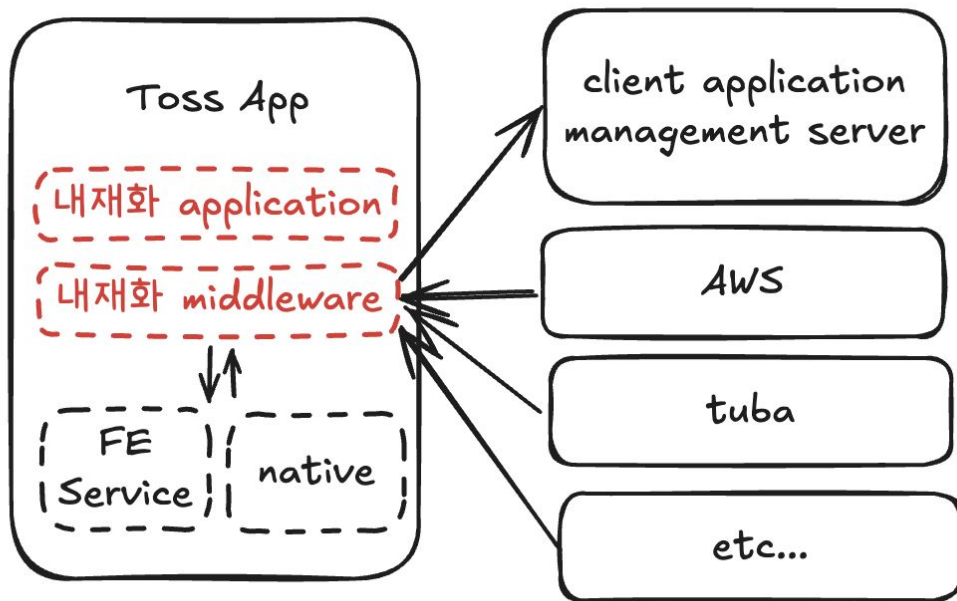 Toss App
내재화 application
내재화 middleware
FE
Service
native
client application
management server
AWS
tuba
etc...